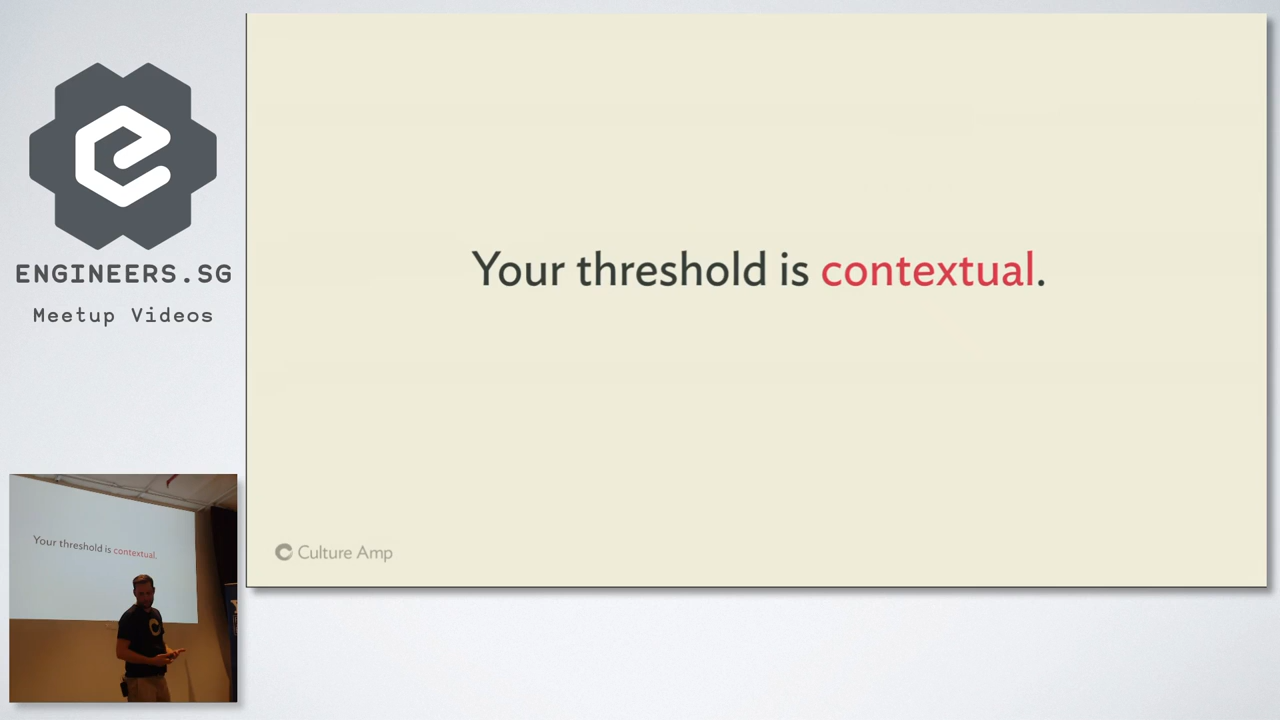 ENGINEERS.SG
Meetup Videos
Your threshold is contextual.
Culture Amp
Your threshold is contextual.